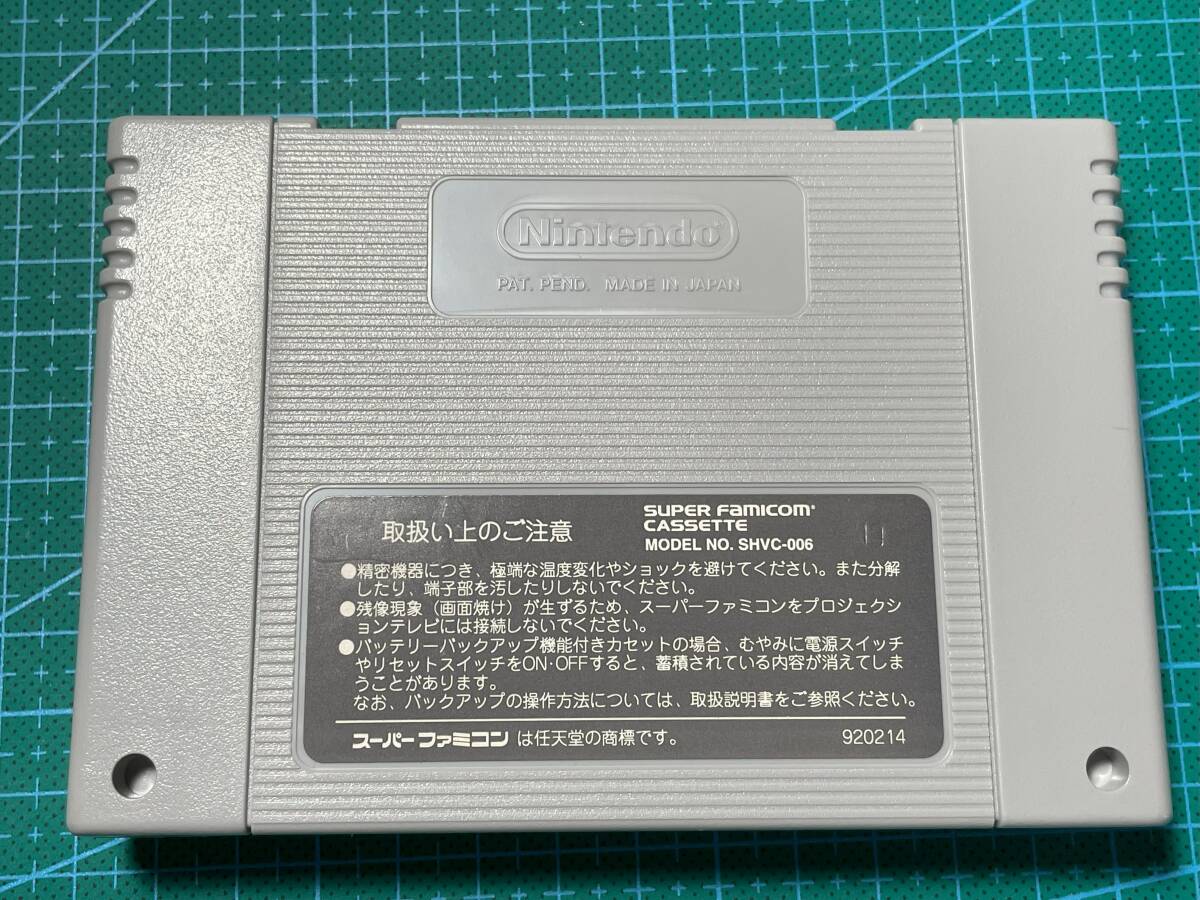 Nintendo
PAT. PEND. MADE IN JAPAN
取扱い上のご注意
SUPER FAMICOM®
CASSETTE
MODEL NO. SHVC-006
●精密機器につき、極端な温度変化やショックを避けてください。また分解
したり、端子部を汚したりしないでください。
●残像現象（画面焼け）が生ずるため、スーパーファミコンをプロジェクシ
ョンテレビには接続しないでください。
●バッテリーバックアップ機能付きカセットの場合、むやみに電源スイッチ
やリセットスイッチをON・OFFすると、蓄積されている内容が消えてしま
うことがあります。
なお、バックアップの操作方法については、取扱説明書をご参照ください。
スーパーファミコン は任天堂の商標です。 920214